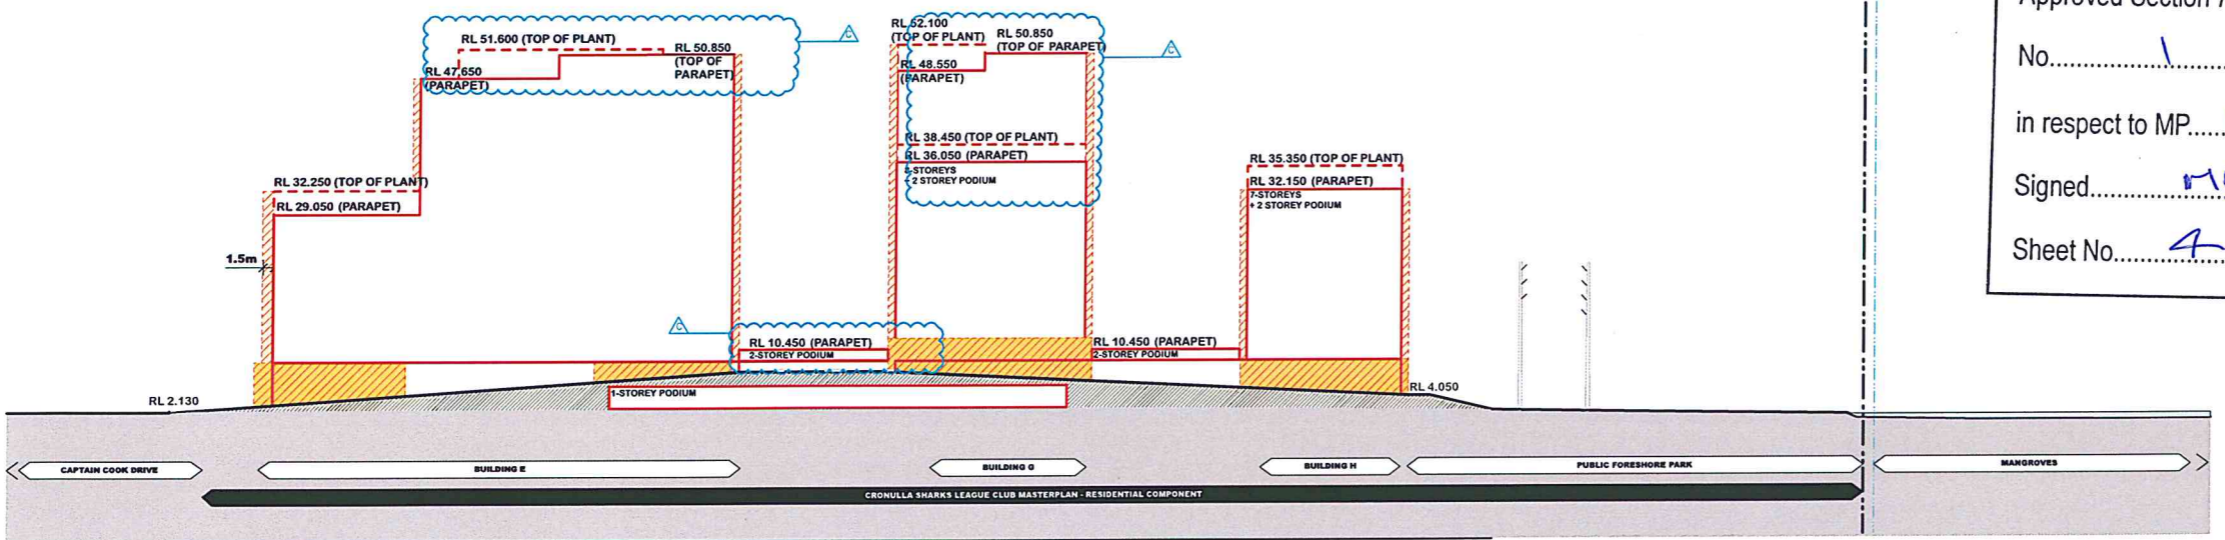 RL 51.600 (TOP OF PLANT)
RL 50.850
(TOP OF
PARAPET)
RL 47.650
(PARAPET)
RL 52.100
(TOP OF PLANT)
RL 50.850
(TOP OF PARAPET)
RL 48.550
(PARAPET)
C
C
RL 38.450 (TOP OF PLANT)
RL 36.050 (PARAPET)
-STOREYS
+ 2 STOREY PODIUM
RL 35.350 (TOP OF PLANT)
RL 32.150 (PARAPET)
7-STOREYS
+ 2 STOREY PODIUM
RL 32.250 (TOP OF PLANT)
RL 29.050 (PARAPET)
1.5m
C
RL 10.450 (PARAPET)
2-STOREY PODIUM
RL 10.450 (PARAPET)
2-STOREY PODIUM
1-STOREY PODIUM
RL 2.130
RL 4.050
CAPTAIN COOK DRIVE
BUILDING E
BUILDING G
BUILDING H
PUBLIC FORESHORE PARK
MANGROVES
CRONULLA SHARKS LEAGUE CLUB MASTERPLAN - RESIDENTIAL COMPONENT
Approved Section
No. 1
in respect to MP
Signed
Sheet No. 4